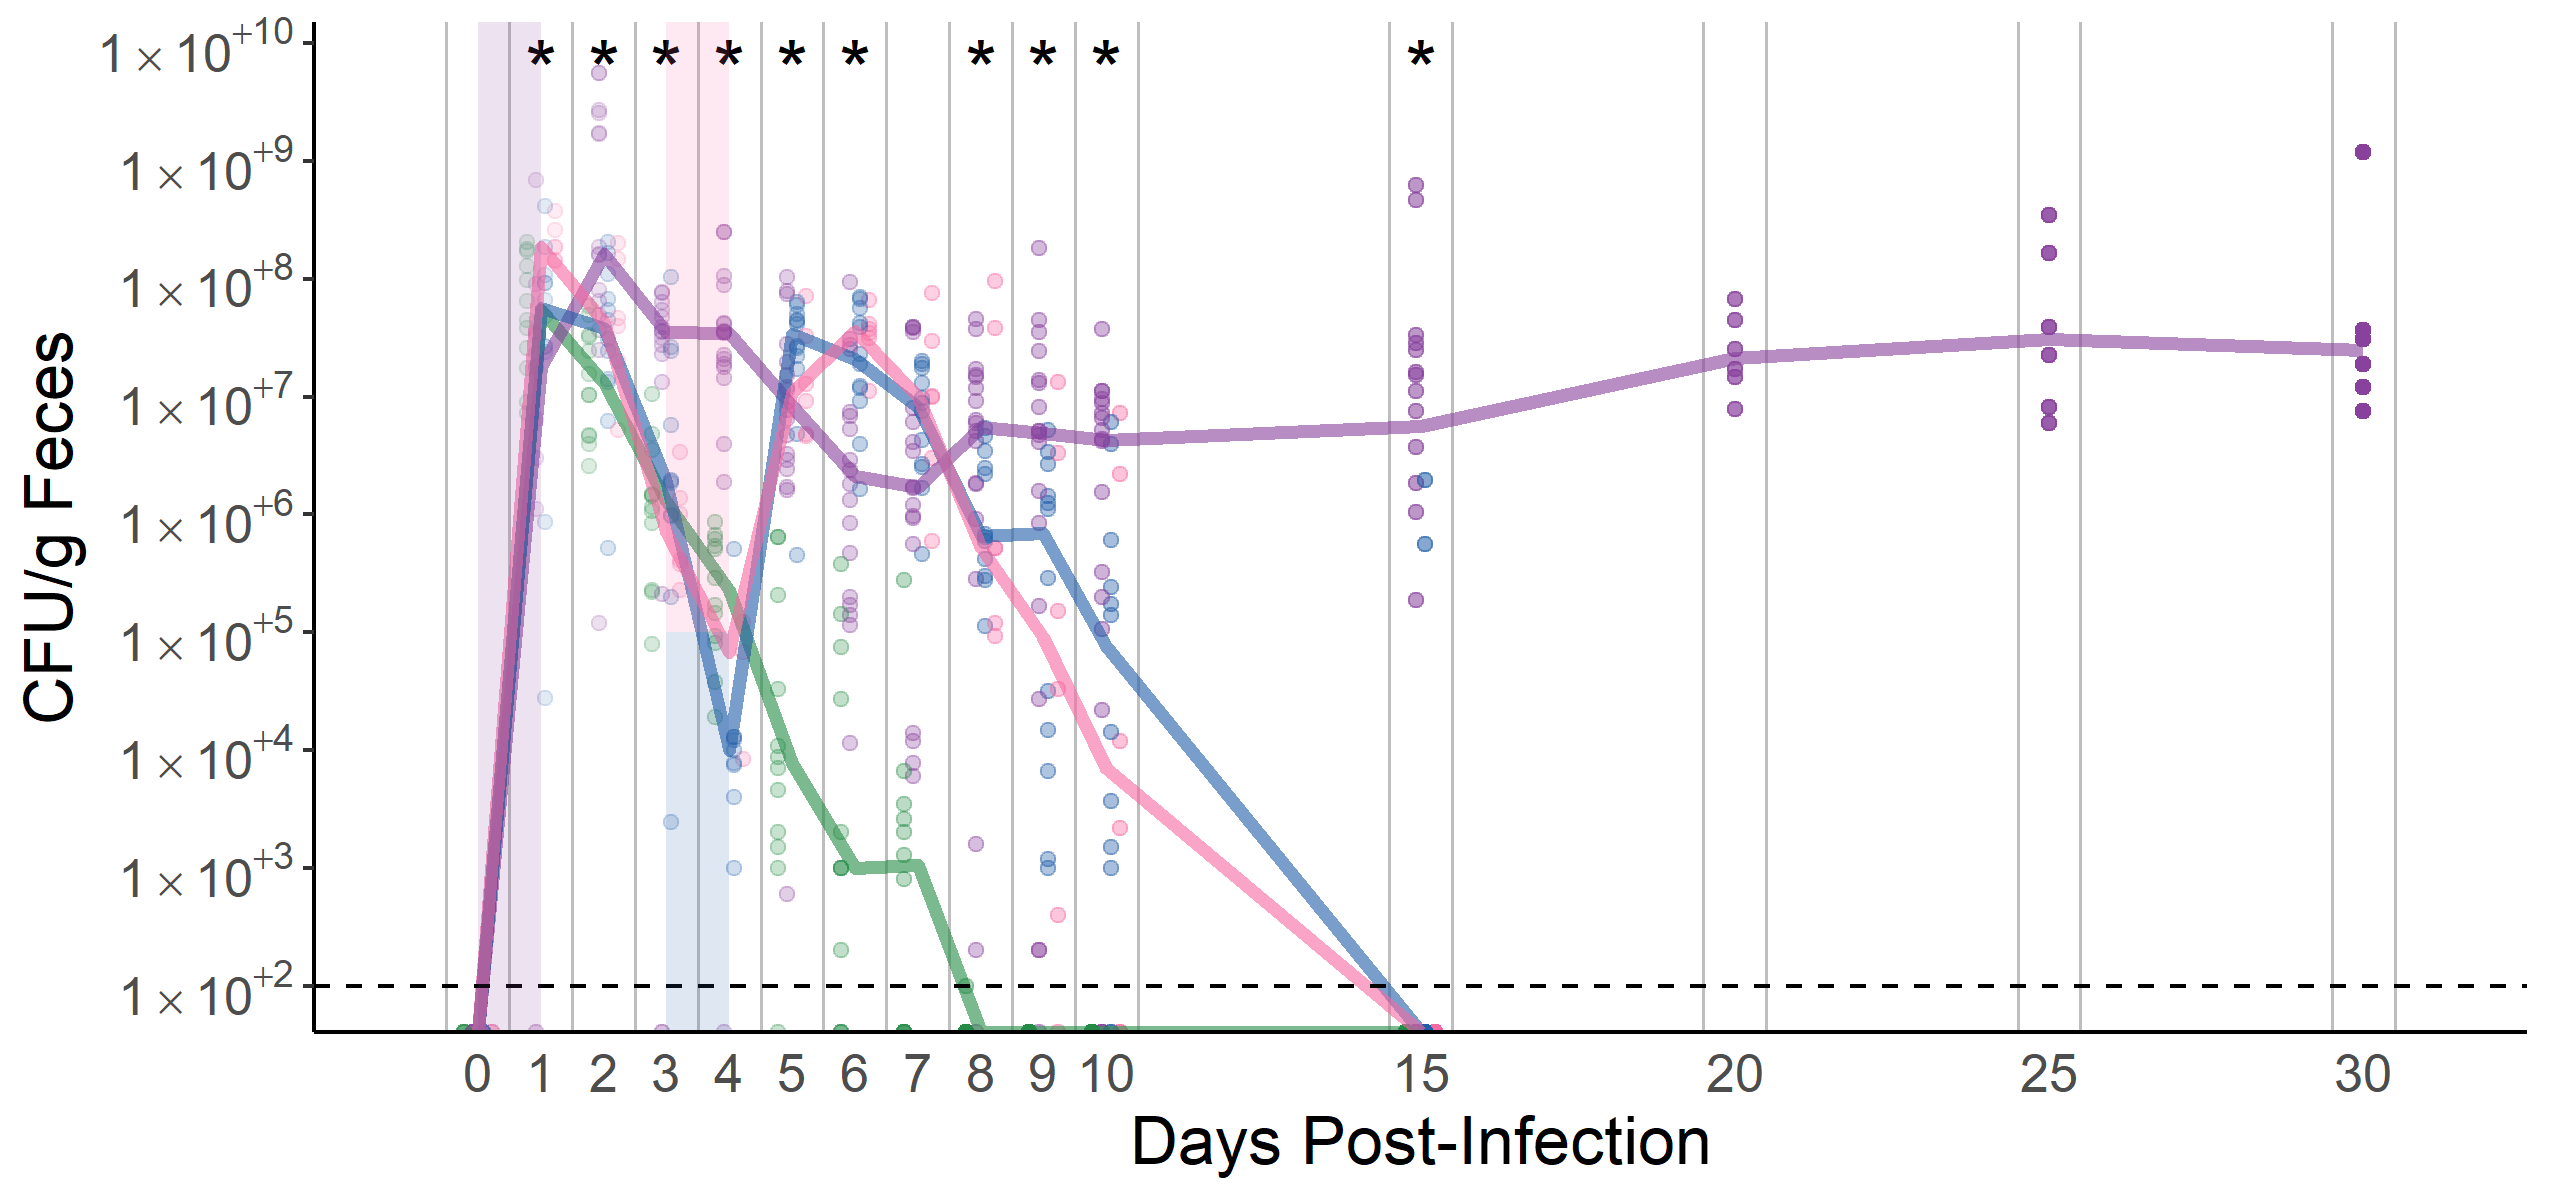 1 × 10+10
1 × 10+9
1 × 10+8
1 × 10+7
1 × 10+6
1 × 10+5
1 × 10+4
1 × 10+3
1 × 10+2
CFU/g Feces
* * * * * * * * * *
0 1 2 3 4 5 6 7 8 9 10 15 20 25 30
Days Post-Infection